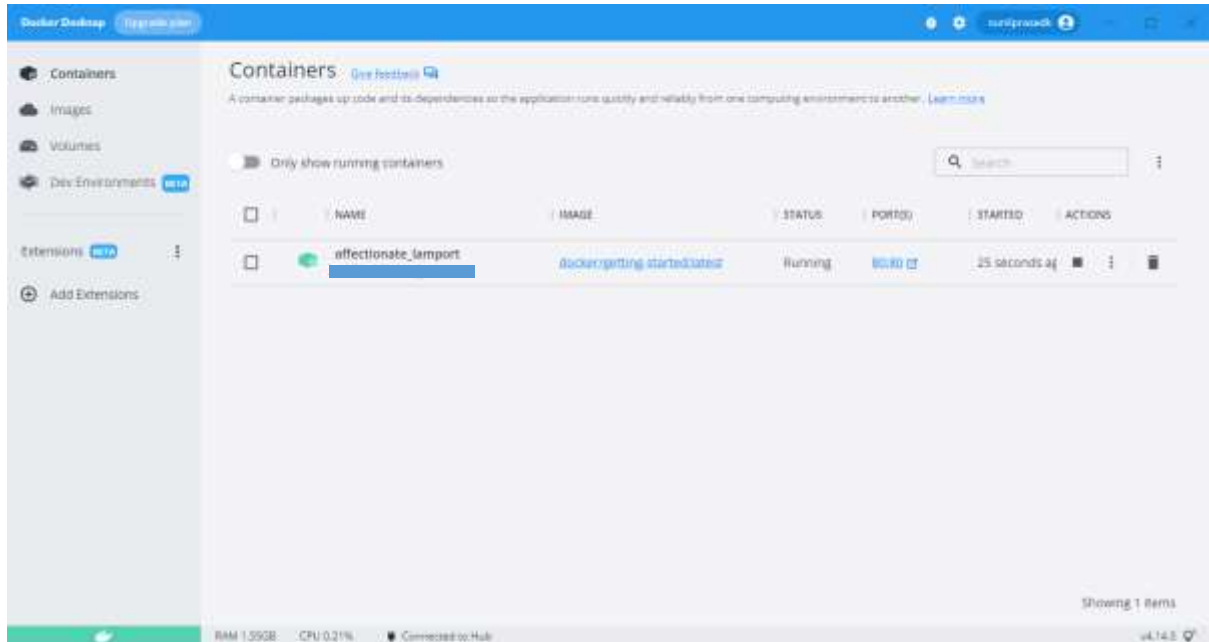 Docker Desktop Upgrade plan
sunilprasadk
Containers
Images
Volumes
Dev Environments BETA
Extensions BETA
Add Extensions
Containers Give feedback
A container packages up code and its dependencies so the application runs quickly and reliably from one computing environment to another. Learn more
Only show running containers
Search
NAME IMAGE STATUS PORT(S) STARTED ACTIONS
affectionate_lamport
docker/getting-started:latest Running 80:80 25 seconds ag
Showing 1 items
RAM 1.55GB CPU 0.21% Connected to Hub